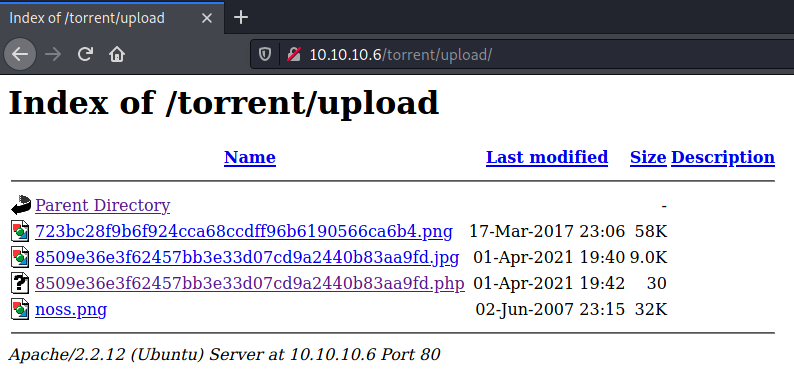 Index of /torrent/upload
10.10.10.6/torrent/upload/
Index of /torrent/upload
Name Last modified Size Description
Parent Directory -
723bc28f9b6f924cca68ccdff96b6190566ca6b4.png 17-Mar-2017 23:06 58K
8509e36e3f62457bb3e33d07cd9a2440b83aa9fd.jpg 01-Apr-2021 19:40 9.0K
8509e36e3f62457bb3e33d07cd9a2440b83aa9fd.php 01-Apr-2021 19:42 30
noss.png 02-Jun-2007 23:15 32K
Apache/2.2.12 (Ubuntu) Server at 10.10.10.6 Port 80